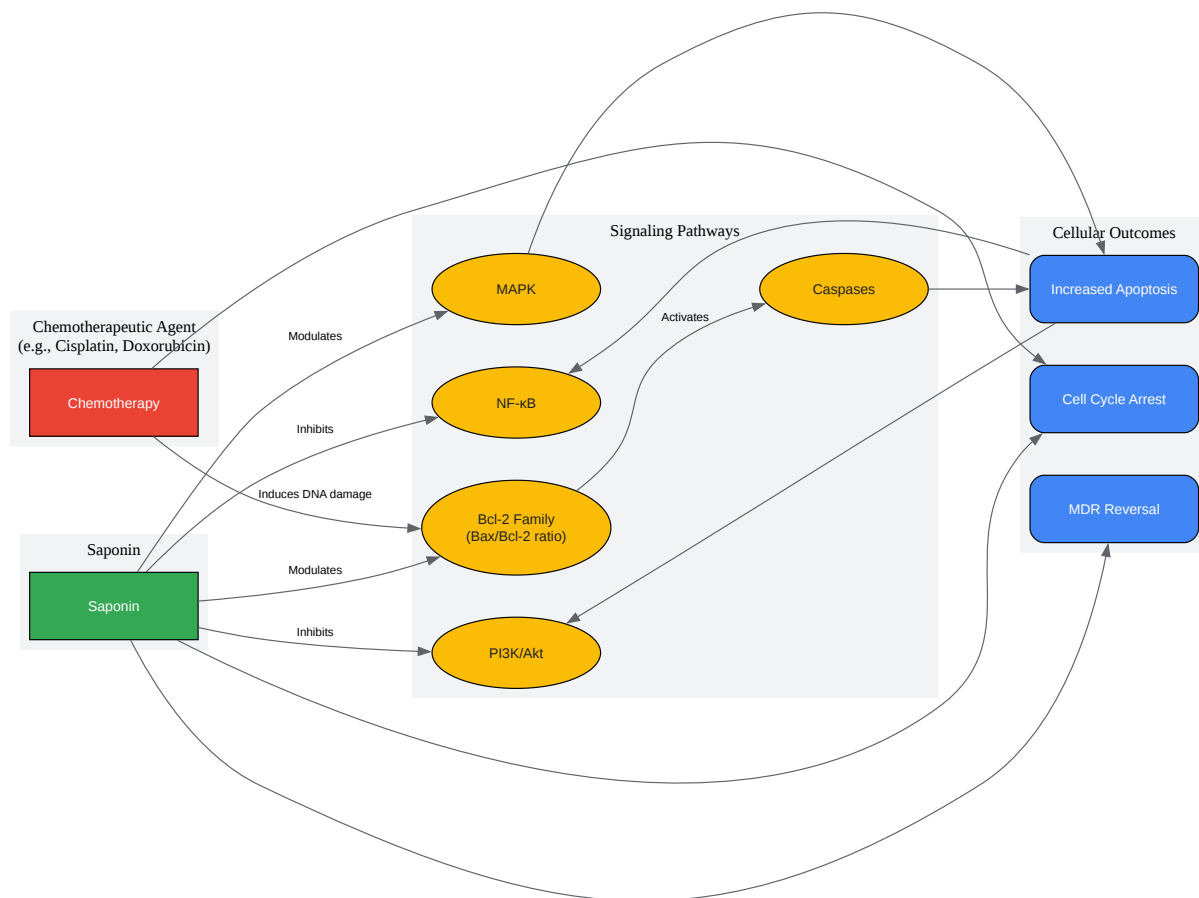 Signaling Pathways
Cellular Outcomes
MAPK
Caspases
Increased Apoptosis
Activates
Modulates
Chemotherapeutic Agent
(e.g., Cisplatin, Doxorubicin)
Chemotherapy
NF-κB
Cell Cycle Arrest
Inhibits
Induces DNA damage
Bcl-2 Family
(Bax/Bcl-2 ratio)
MDR Reversal
Saponin
Saponin
Modulates
Inhibits
PI3K/Akt